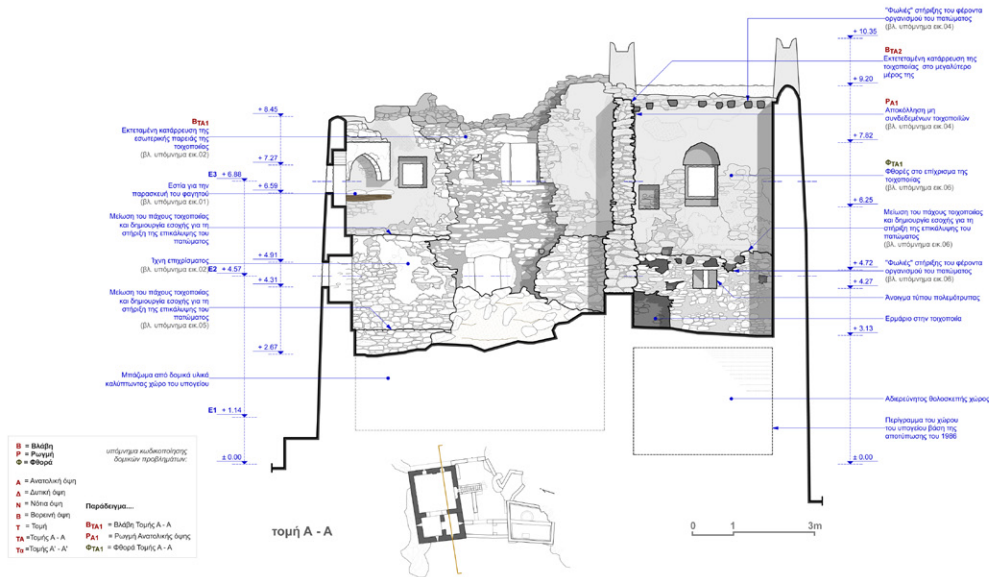 "Φωλιές" στήριξης του φέροντα
οργανισμού του πατώματος
(βλ. υπόμνημα εικ.04)
+ 10.35
BTA2
Εκτετεταμένη κατάρρευση της
τοιχοποιίας στο μεγαλύτερο
μέρος της
+ 9.20
PA1
Αποκόλληση μη
συνδεδεμένων τοιχοποιιών
(βλ. υπόμνημα εικ.04)
+ 7.82
ΦTA1
Φθορές στο επίχρισμα της
τοιχοποιίας
(βλ. υπόμνημα εικ.06)
+ 6.25
Μείωση του πάχους τοιχοποιίας
και δημιουργία εσοχής για τη
στήριξη της επικάλυψης του
πατώματος
(βλ. υπόμνημα εικ.06)
+ 4.72
"Φωλιές" στήριξης του φέροντα
οργανισμού του πατώματος
(βλ. υπόμνημα εικ.06)
+ 4.27
Άνοιγμα τύπου πολεμότρυπας
Ερμάριο στην τοιχοποιία
+ 3.13
Αδιερεύνητος θολοσκεπής χώρος
Περίγραμμα του χώρου
του υπογείου βάση της
αποτύπωσης του 1986
± 0.00
+ 8.45
BTA1
Εκτεταμένη κατάρρευση της
εσωτερικής παρειάς της
τοιχοποιίας
(βλ. υπόμνημα εικ.02)
+ 7.27
E3 + 6.88
+ 6.59
Εστία για την
παρασκευή του φαγητού
(βλ. υπόμνημα εικ.01)
Μείωση του πάχους τοιχοποιίας
και δημιουργία εσοχής για τη
στήριξη της επικάλυψης του
πατώματος
+ 4.91
Ίχνη επιχρίσματος
(βλ. υπόμνημα εικ.02)
E2 + 4.57
+ 4.31
Μείωση του πάχους τοιχοποιίας
και δημιουργία εσοχής για τη
στήριξη της επικάλυψης του
πατώματος
(βλ. υπόμνημα εικ.05)
+ 2.67
Μπάζωμα από δομικά υλικά
καλύπτωντας χώρο του υπογείου
E1 + 1.14
± 0.00
B = Βλάβη
P = Ρωγμή
Φ = Φθορά
υπόμνημα κωδικοποίησης
δομικών προβλημάτων:
A = Ανατολική όψη
Δ = Δυτική όψη
N = Νότια όψη
B = Βορεινή όψη
T = Τομή
TA =Τομής A - A
Τα =Τομής A' - A'
Παράδειγμα....
BTA1 = Βλάβη Τομής A - A
PA1 = Ρωγμή Ανατολικής όψης
ΦTA1 = Φθορά Τομής A - A
τομή A - A
0 1 3m